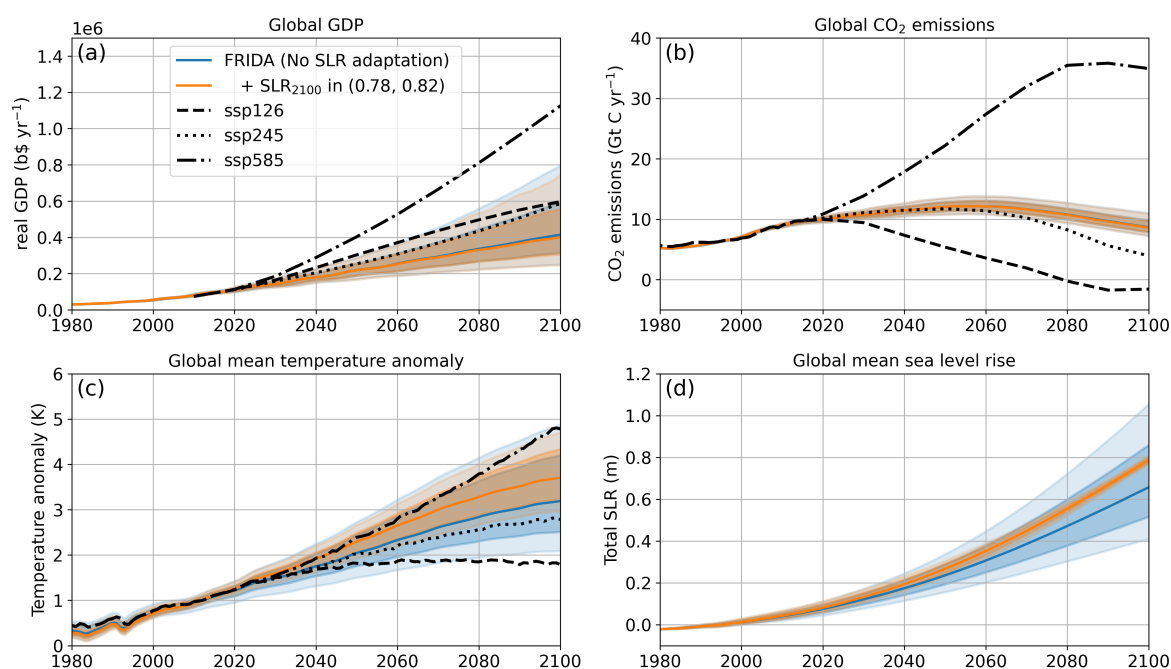 Global GDP
1e6
(a)
real GDP (b$ yr⁻¹)
1.4
1.2
1.0
0.8
0.6
0.4
0.2
0.0
FRIDA (No SLR adaptation)
+ SLR₂₁₀₀ in (0.78, 0.82)
ssp126
ssp245
ssp585
1980 2000 2020 2040 2060 2080 2100
Global CO₂ emissions
(b)
CO₂ emissions (Gt C yr⁻¹)
40
30
20
10
0
1980 2000 2020 2040 2060 2080 2100
Global mean temperature anomaly
(c)
Temperature anomaly (K)
6
5
4
3
2
1
0
1980 2000 2020 2040 2060 2080 2100
Global mean sea level rise
(d)
Total SLR (m)
1.2
1.0
0.8
0.6
0.4
0.2
0.0
1980 2000 2020 2040 2060 2080 2100